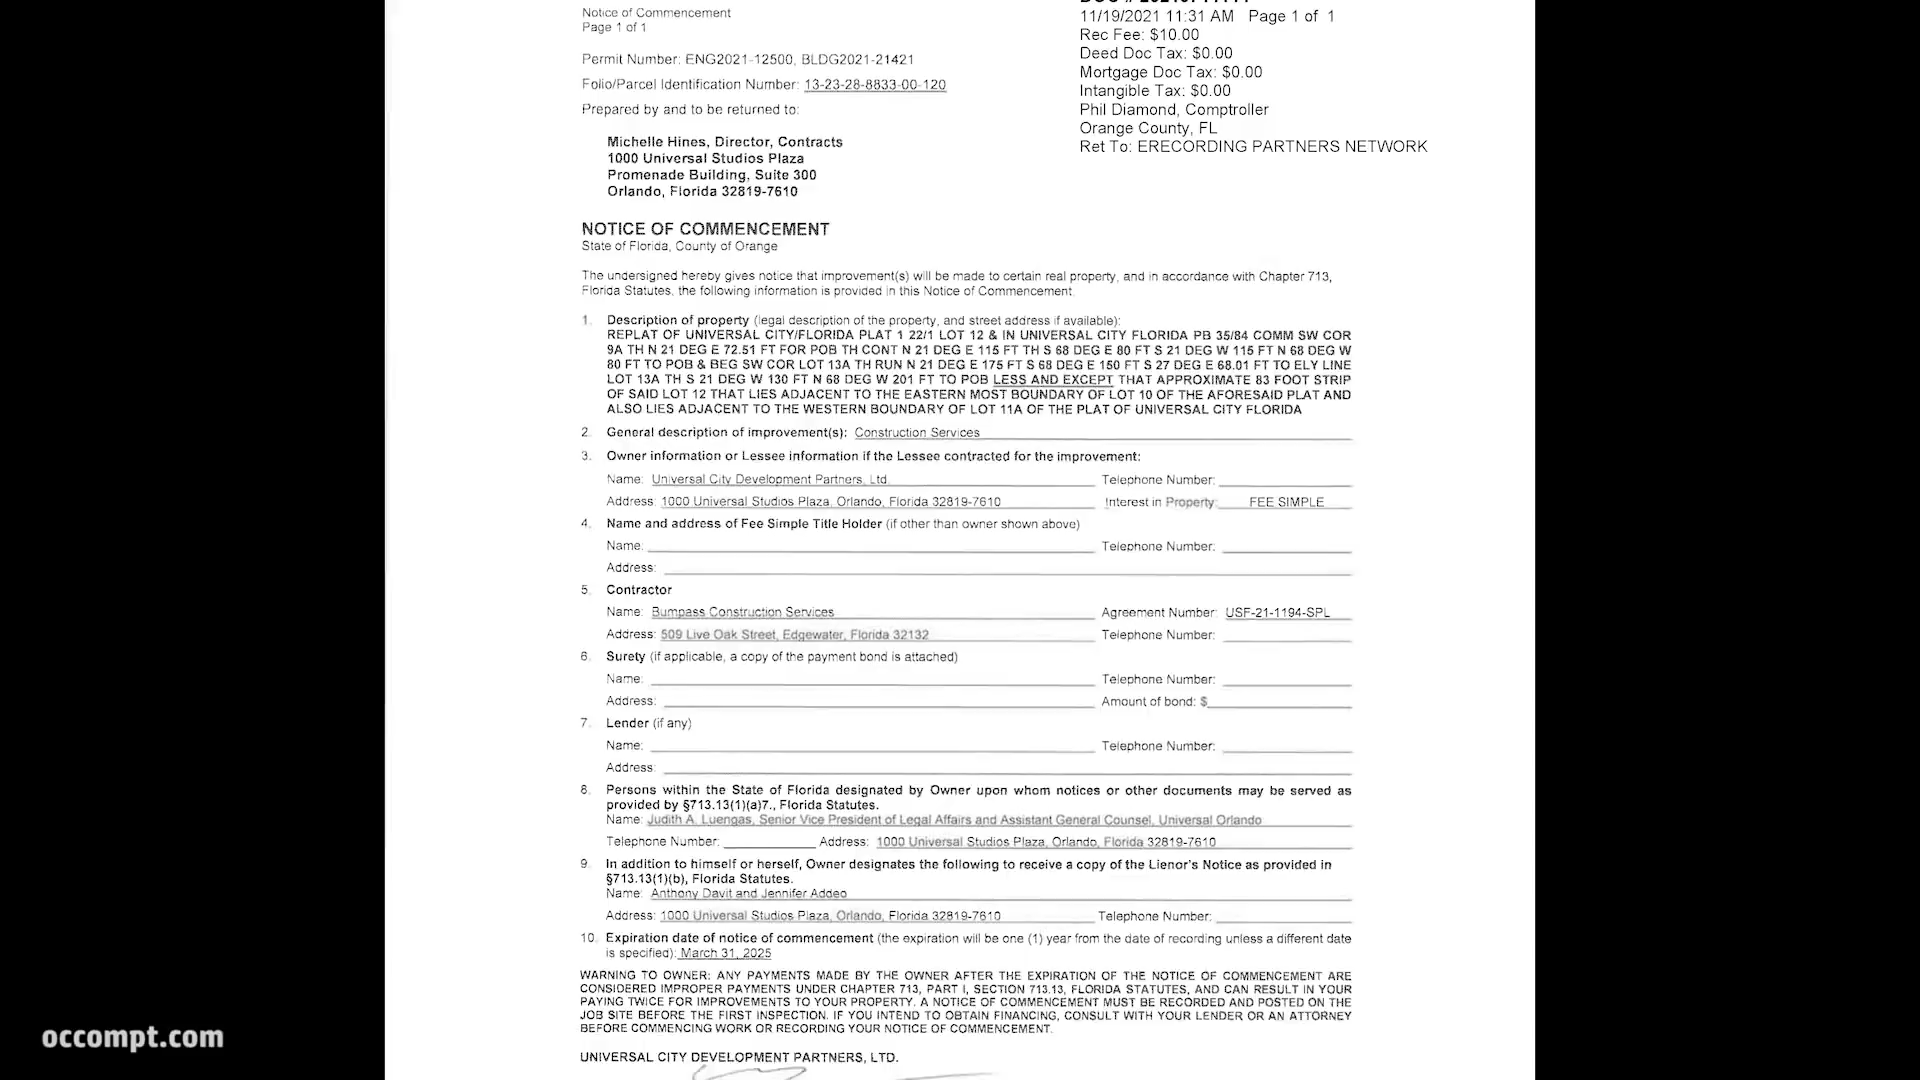 Notice of Commencement
Page 1 of 1
11/19/2021 11:31 AM Page 1 of 1
Rec Fee: $10.00
Deed Doc Tax: $0.00
Mortgage Doc Tax: $0.00
Intangible Tax: $0.00
Phil Diamond, Comptroller
Orange County, FL
Ret To: ERECORDING PARTNERS NETWORK
Permit Number: ENG2021-12500, BLDG2021-21421
Folio/Parcel Identification Number: 13-23-28-8833-00-120
Prepared by and to be returned to:
Michelle Hines, Director, Contracts
1000 Universal Studios Plaza
Promenade Building, Suite 300
Orlando, Florida 32819-7610
NOTICE OF COMMENCEMENT
State of Florida, County of Orange
The undersigned hereby gives notice that improvement(s) will be made to certain real property, and in accordance with Chapter 713,
Florida Statutes, the following information is provided in this Notice of Commencement.
1. Description of property (legal description of the property, and street address if available):
REPLAT OF UNIVERSAL CITY/FLORIDA PLAT 1 22/1 LOT 12 & IN UNIVERSAL CITY FLORIDA PB 35/84 COMM SW COR
9A TH N 21 DEG E 72.51 FT FOR POB TH CONT N 21 DEG E 115 FT TH S 68 DEG E 80 FT S 21 DEG W 115 FT N 68 DEG W
80 FT TO POB & BEG SW COR LOT 13A TH RUN N 21 DEG E 175 FT S 68 DEG E 150 FT S 27 DEG E 68.01 FT TO ELY LINE
LOT 13A TH S 21 DEG W 130 FT N 68 DEG W 201 FT TO POB LESS AND EXCEPT THAT APPROXIMATE 83 FOOT STRIP
OF SAID LOT 12 THAT LIES ADJACENT TO THE EASTERN MOST BOUNDARY OF LOT 10 OF THE AFORESAID PLAT AND
ALSO LIES ADJACENT TO THE WESTERN BOUNDARY OF LOT 11A OF THE PLAT OF UNIVERSAL CITY FLORIDA
2. General description of improvement(s): Construction Services
3. Owner information or Lessee information if the Lessee contracted for the improvement:
Name: Universal City Development Partners, Ltd. Telephone Number:
Address: 1000 Universal Studios Plaza, Orlando, Florida 32819-7610 Interest in Property: FEE SIMPLE
4. Name and address of Fee Simple Title Holder (if other than owner shown above)
Name: Telephone Number:
Address:
5. Contractor
Name: Bumpass Construction Services Agreement Number: USF-21-1194-SPL
Address: 509 Live Oak Street, Edgewater, Florida 32132 Telephone Number:
6. Surety (if applicable, a copy of the payment bond is attached)
Name: Telephone Number:
Address: Amount of bond: $
7. Lender (if any)
Name: Telephone Number:
Address:
8. Persons within the State of Florida designated by Owner upon whom notices or other documents may be served as
provided by §713.13(1)(a)7., Florida Statutes.
Name: Judith A. Luengas, Senior Vice President of Legal Affairs and Assistant General Counsel, Universal Orlando
Telephone Number: Address: 1000 Universal Studios Plaza, Orlando, Florida 32819-7610
9. In addition to himself or herself, Owner designates the following to receive a copy of the Lienor's Notice as provided in
§713.13(1)(b), Florida Statutes.
Name: Anthony Davit and Jennifer Addeo
Address: 1000 Universal Studios Plaza, Orlando, Florida 32819-7610 Telephone Number:
10. Expiration date of notice of commencement (the expiration will be one (1) year from the date of recording unless a different date
is specified): March 31, 2025
WARNING TO OWNER: ANY PAYMENTS MADE BY THE OWNER AFTER THE EXPIRATION OF THE NOTICE OF COMMENCEMENT ARE
CONSIDERED IMPROPER PAYMENTS UNDER CHAPTER 713, PART I, SECTION 713.13, FLORIDA STATUTES, AND CAN RESULT IN YOUR
PAYING TWICE FOR IMPROVEMENTS TO YOUR PROPERTY. A NOTICE OF COMMENCEMENT MUST BE RECORDED AND POSTED ON THE
JOB SITE BEFORE THE FIRST INSPECTION. IF YOU INTEND TO OBTAIN FINANCING, CONSULT WITH YOUR LENDER OR AN ATTORNEY
BEFORE COMMENCING WORK OR RECORDING YOUR NOTICE OF COMMENCEMENT.
UNIVERSAL CITY DEVELOPMENT PARTNERS, LTD.
occompt.com